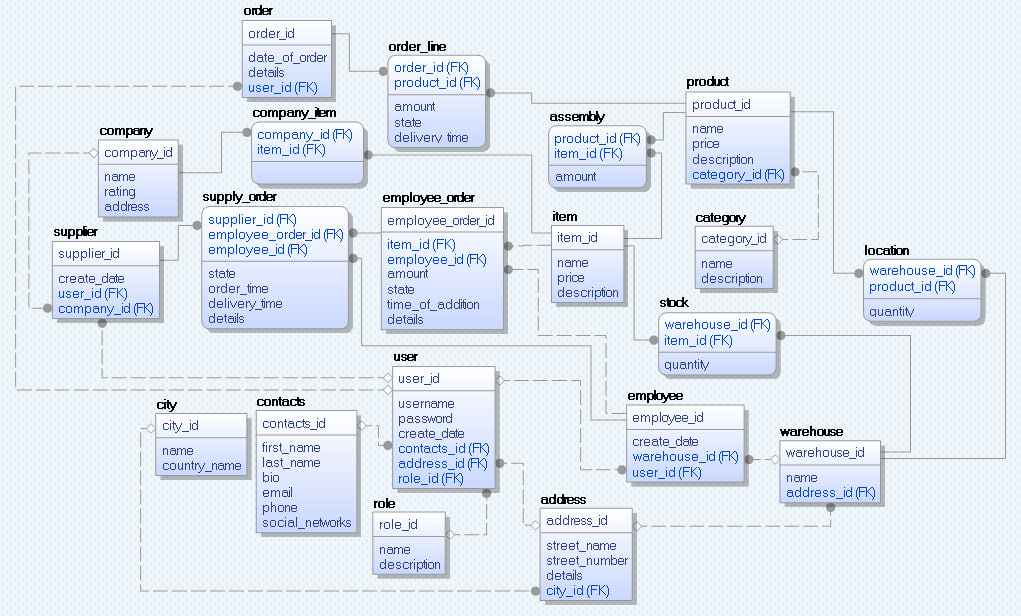 order
order_id
date_of_order
details
user_id (FK)
order_line
order_id (FK)
product_id (FK)
amount
state
delivery_time
product
product_id
name
price
description
category_id (FK)
company_item
company_id (FK)
item_id (FK)
assembly
product_id (FK)
item_id (FK)
amount
company
company_id
name
rating
address
supply_order
supplier_id (FK)
employee_order_id (FK)
employee_id (FK)
state
order_time
delivery_time
details
employee_order
employee_order_id
item_id (FK)
employee_id (FK)
amount
state
time_of_addition
details
item
item_id
name
price
description
category
category_id
name
description
supplier
supplier_id
create_date
user_id (FK)
company_id (FK)
location
warehouse_id (FK)
product_id (FK)
quantity
stock
warehouse_id (FK)
item_id (FK)
quantity
user
user_id
username
password
create_date
contacts_id (FK)
address_id (FK)
role_id (FK)
city
city_id
name
country_name
contacts
contacts_id
first_name
last_name
bio
email
phone
social_networks
employee
employee_id
create_date
warehouse_id (FK)
user_id (FK)
warehouse
warehouse_id
name
address_id (FK)
role
role_id
name
description
address
address_id
street_name
street_number
details
city_id (FK)